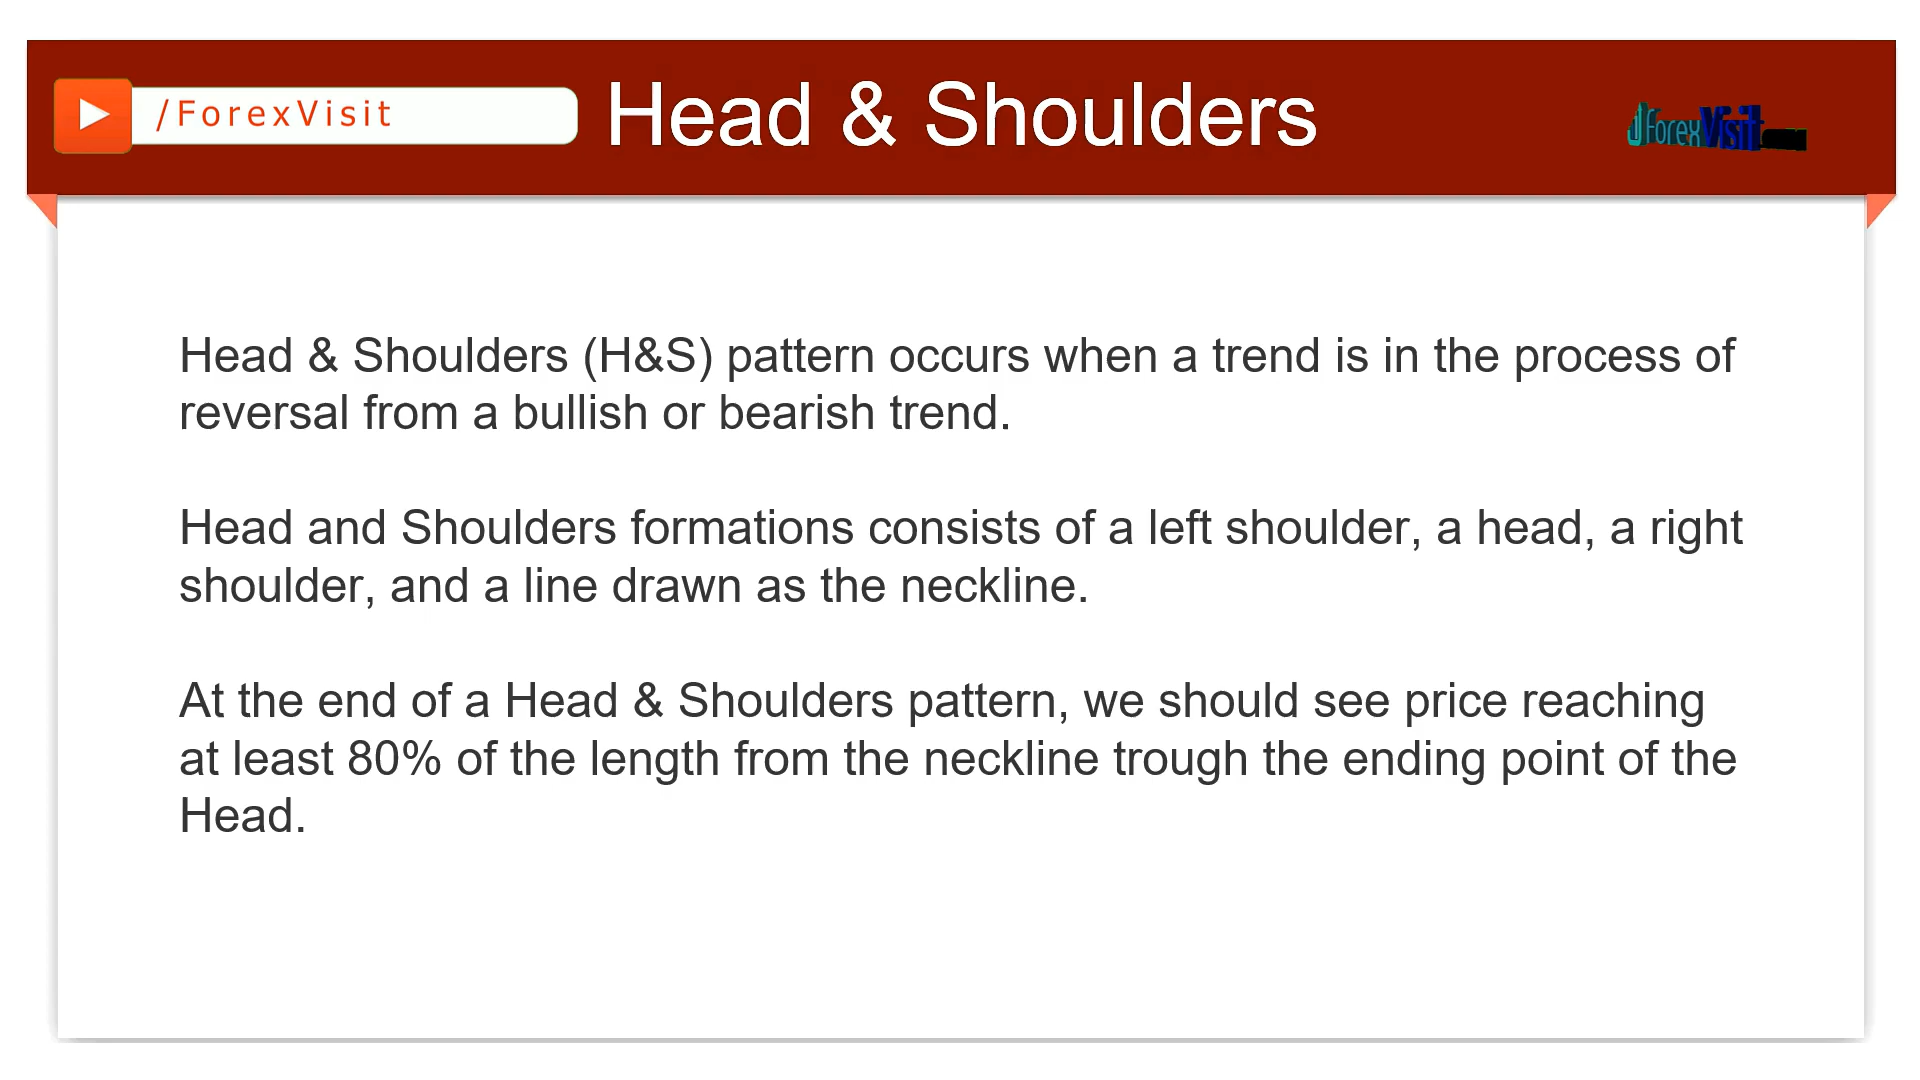 /ForexVisit
Head & Shoulders
ForexVisit
Head & Shoulders (H&S) pattern occurs when a trend is in the process of
reversal from a bullish or bearish trend.
Head and Shoulders formations consists of a left shoulder, a head, a right
shoulder, and a line drawn as the neckline.
At the end of a Head & Shoulders pattern, we should see price reaching
at least 80% of the length from the neckline trough the ending point of the
Head.